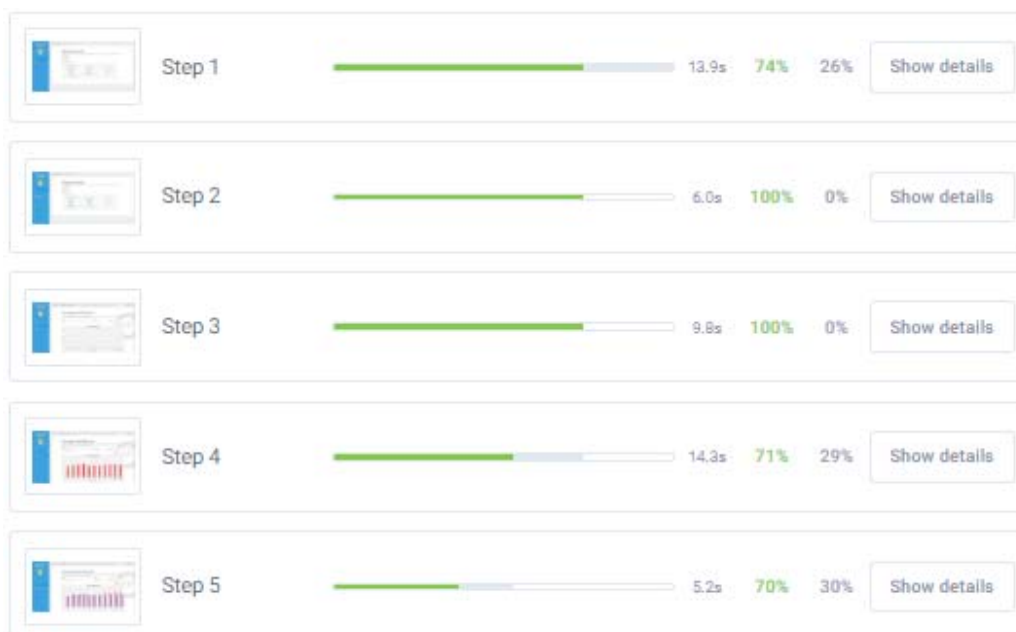 Step 1 13.9s 74% 26% Show details
Step 2 6.0s 100% 0% Show details
Step 3 9.8s 100% 0% Show details
Step 4 14.3s 71% 29% Show details
Step 5 5.2s 70% 30% Show details